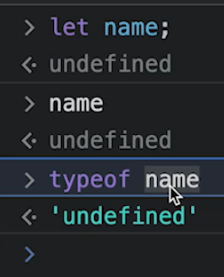 > let name;
<· undefined
> name
<· undefined
> typeof name
<· 'undefined'
>